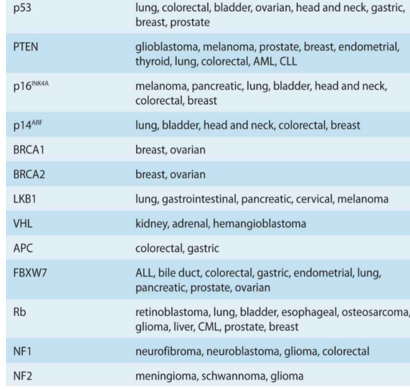 p53 lung, colorectal, bladder, ovarian, head and neck, gastric,
breast, prostate
PTEN glioblastoma, melanoma, prostate, breast, endometrial,
thyroid, lung, colorectal, AML, CLL
p16INK4A melanoma, pancreatic, lung, bladder, head and neck,
colorectal, breast
p14ARF lung, bladder, head and neck, colorectal, breast
BRCA1 breast, ovarian
BRCA2 breast, ovarian
LKB1 lung, gastrointestinal, pancreatic, cervical, melanoma
VHL kidney, adrenal, hemangioblastoma
APC colorectal, gastric
FBXW7 ALL, bile duct, colorectal, gastric, endometrial, lung,
pancreatic, prostate, ovarian
Rb retinoblastoma, lung, bladder, esophageal, osteosarcoma,
glioma, liver, CML, prostate, breast
NF1 neurofibroma, neuroblastoma, glioma, colorectal
NF2 meningioma, schwannoma, glioma